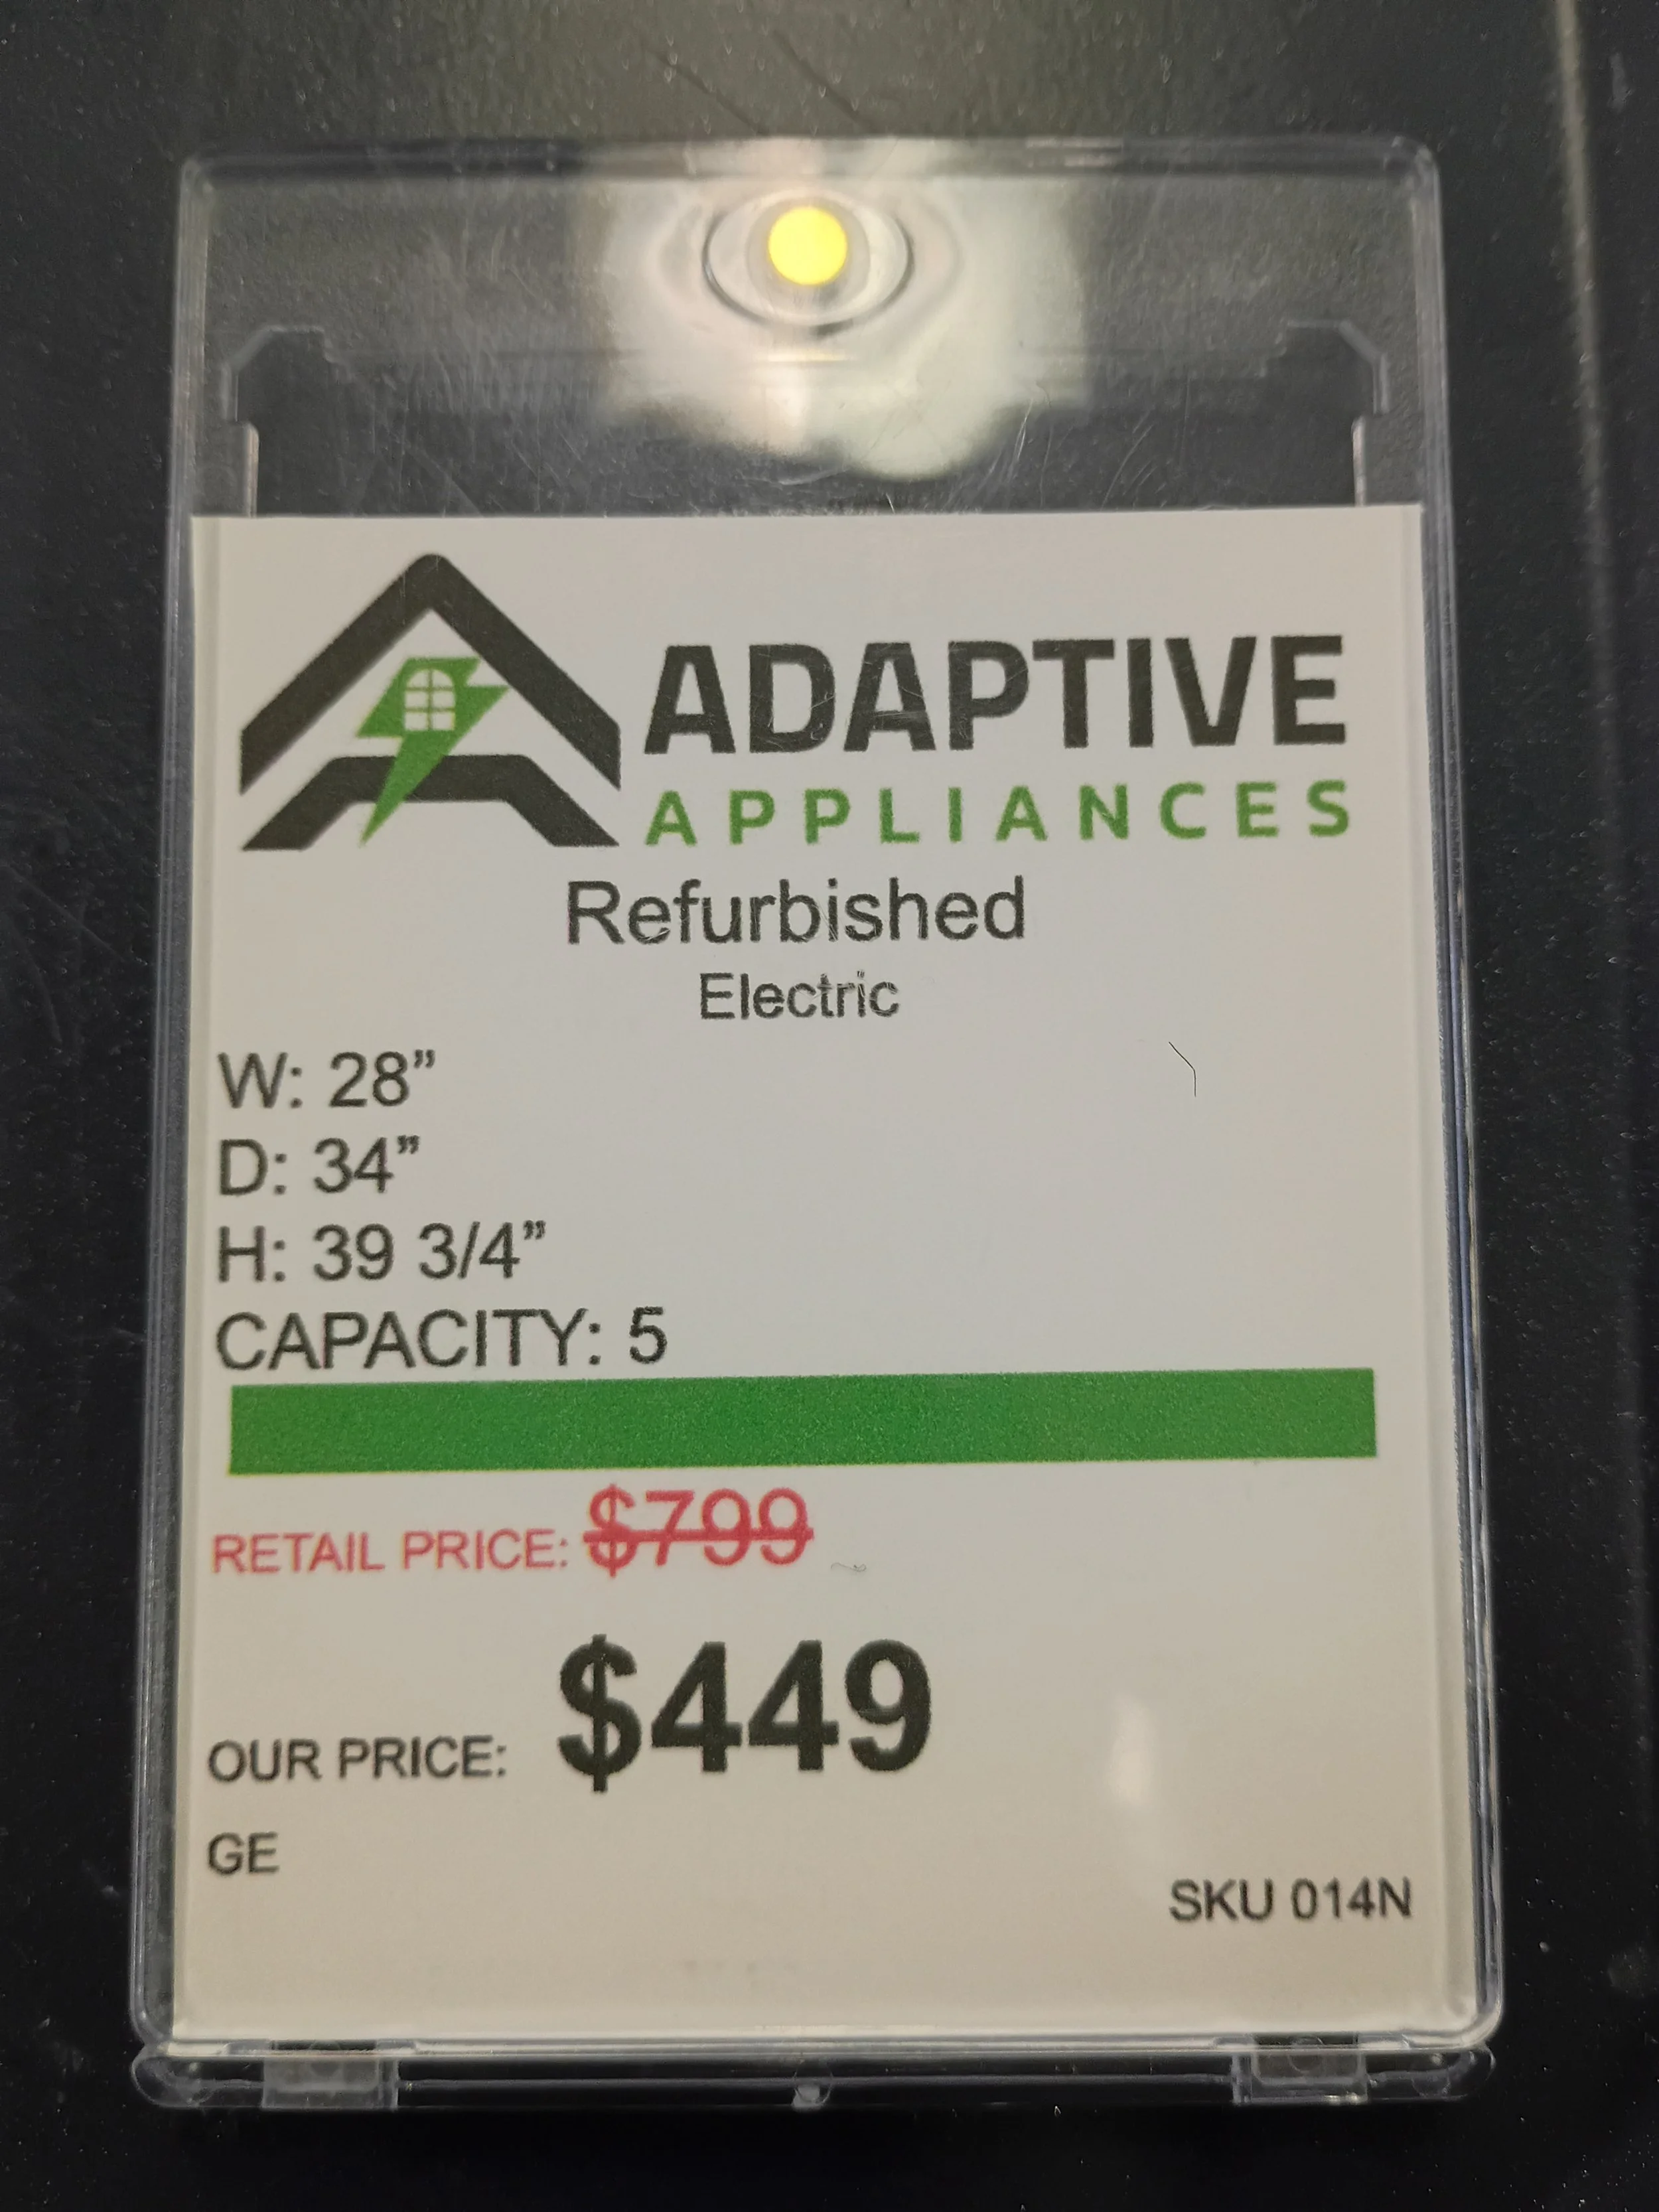 ADAPTIVE
APPLIANCES
Refurbished
Electric
W: 28”
D: 34”
H: 39 3/4”
CAPACITY: 5
RETAIL PRICE: $799
OUR PRICE: $449
GE
SKU 014N